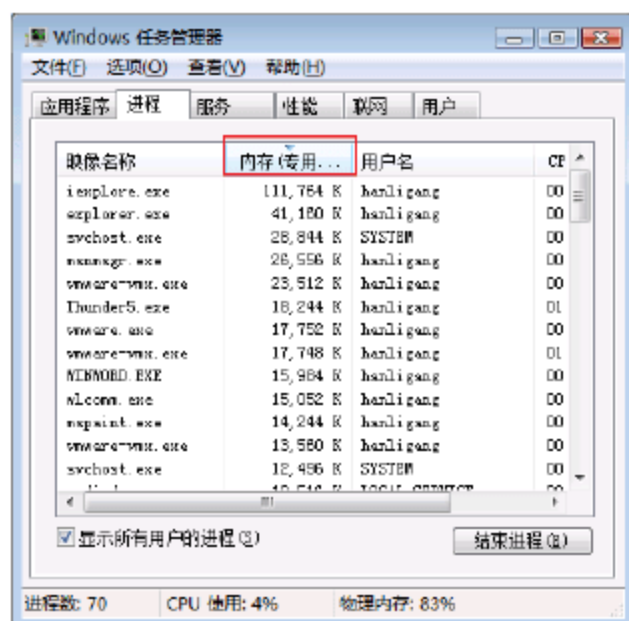 Windows 任务管理器
文件(F) 选项(O) 查看(V) 帮助(H)
应用程序 进程 服务 性能 联网 用户
映像名称 内存(专用... 用户名 CP
iexplore.exe 111,764 K hanligang 00
explorer.exe 41,180 K hanligang 00
svchost.exe 28,844 K SYSTEM 00
msnmsgr.exe 26,556 K hanligang 00
vmware-vmx.exe 23,512 K hanligang 00
Thunder5.exe 18,244 K hanligang 01
vmware.exe 17,752 K hanligang 00
vmware-vmx.exe 17,748 K hanligang 01
WINWORD.EXE 15,984 K hanligang 00
wlcomm.exe 15,052 K hanligang 00
mspaint.exe 14,244 K hanligang 00
vmware-vmx.exe 13,580 K hanligang 00
svchost.exe 12,496 K SYSTEM 00
显示所有用户的进程(S) 结束进程(E)
进程数: 70 CPU 使用: 4% 物理内存: 83%